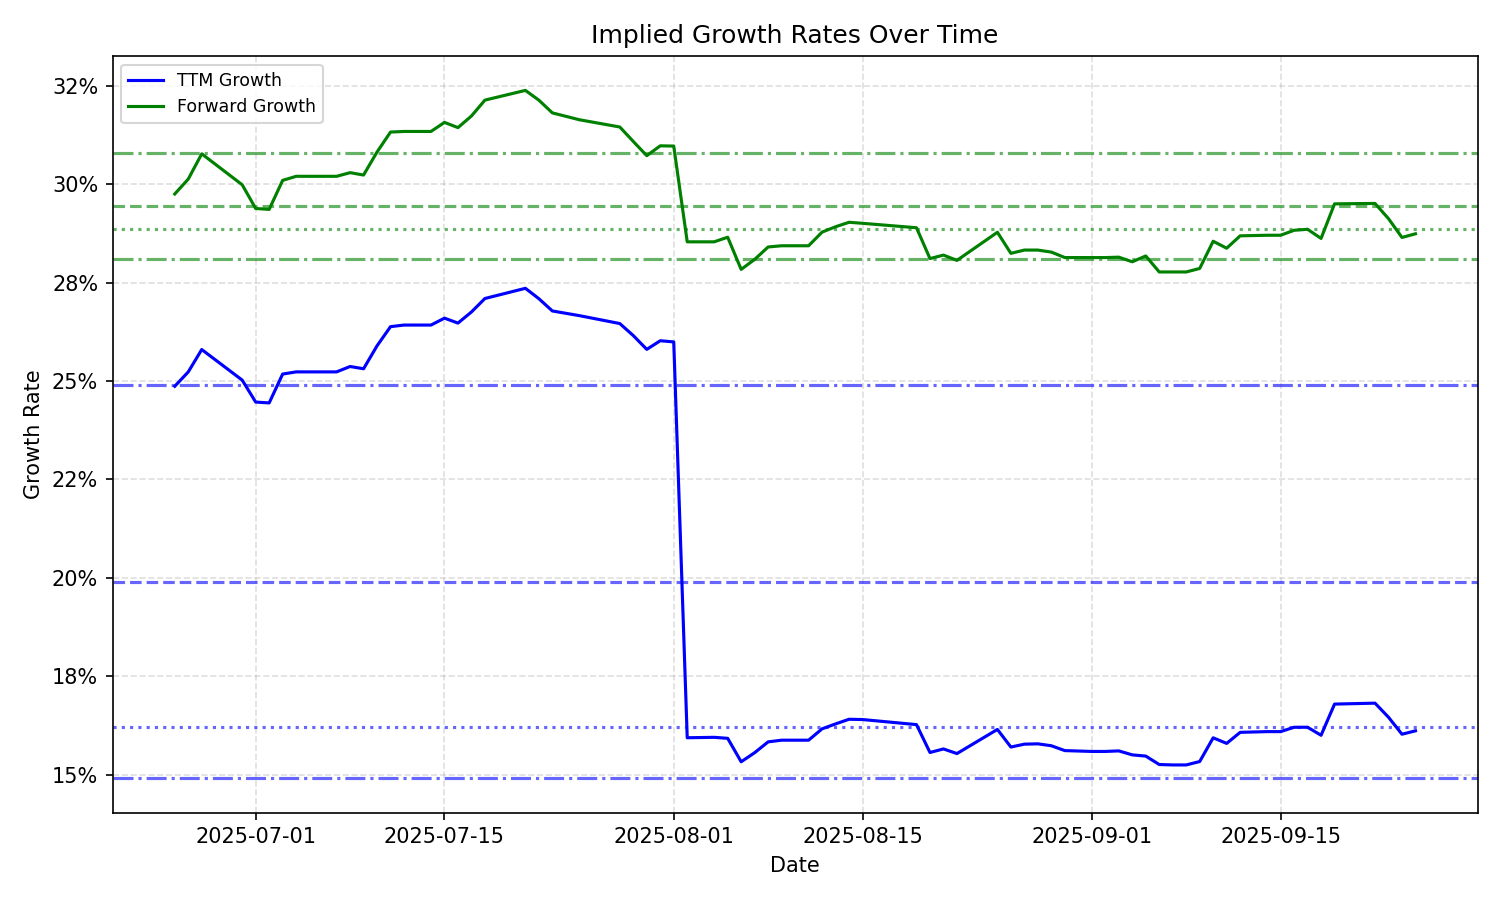 Implied Growth Rates Over Time
TTM Growth
Forward Growth
Growth Rate
32%
30%
28%
25%
22%
20%
18%
15%
2025-07-01
2025-07-15
2025-08-01
2025-08-15
2025-09-01
2025-09-15
Date